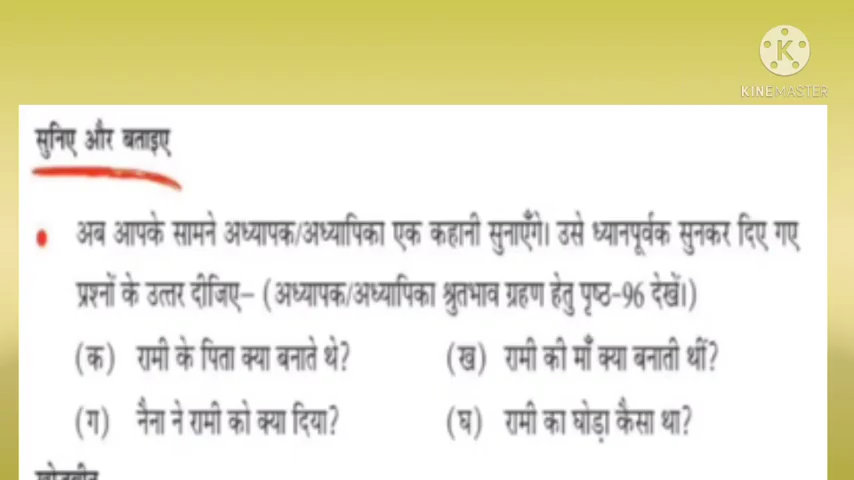 KINEMASTER
सुनिए और बताइए
अब आपके सामने अध्यापक/अध्यापिका एक कहानी सुनाएँगे। उसे ध्यानपूर्वक सुनकर दिए गए
प्रश्नों के उत्तर दीजिए– (अध्यापक/अध्यापिका श्रुतभाव ग्रहण हेतु पृष्ठ-96 देखें।)
(क) रामी के पिता क्या बनाते थे? (ख) रामी की माँ क्या बनाती थीं?
(ग) नैना ने रामी को क्या दिया? (घ) रामी का घोड़ा कैसा था?